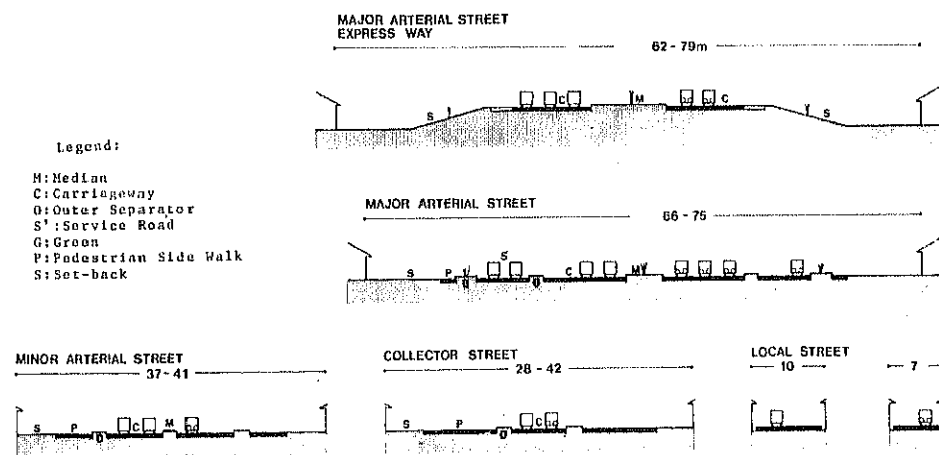 MAJOR ARTERIAL STREET
EXPRESS WAY
62 - 79m
C
M
C
S
S
Legend:
M:Median
C:Carriageway
O:Outer Separator
S':Service Road
G:Green
P:Pedestrian Side Walk
S:Set-back
MAJOR ARTERIAL STREET
66 - 75
S'
S
P
C
M
MINOR ARTERIAL STREET
37-41
S
P
O
C
M
COLLECTOR STREET
28 - 42
S
P
O
C
LOCAL STREET
10
7